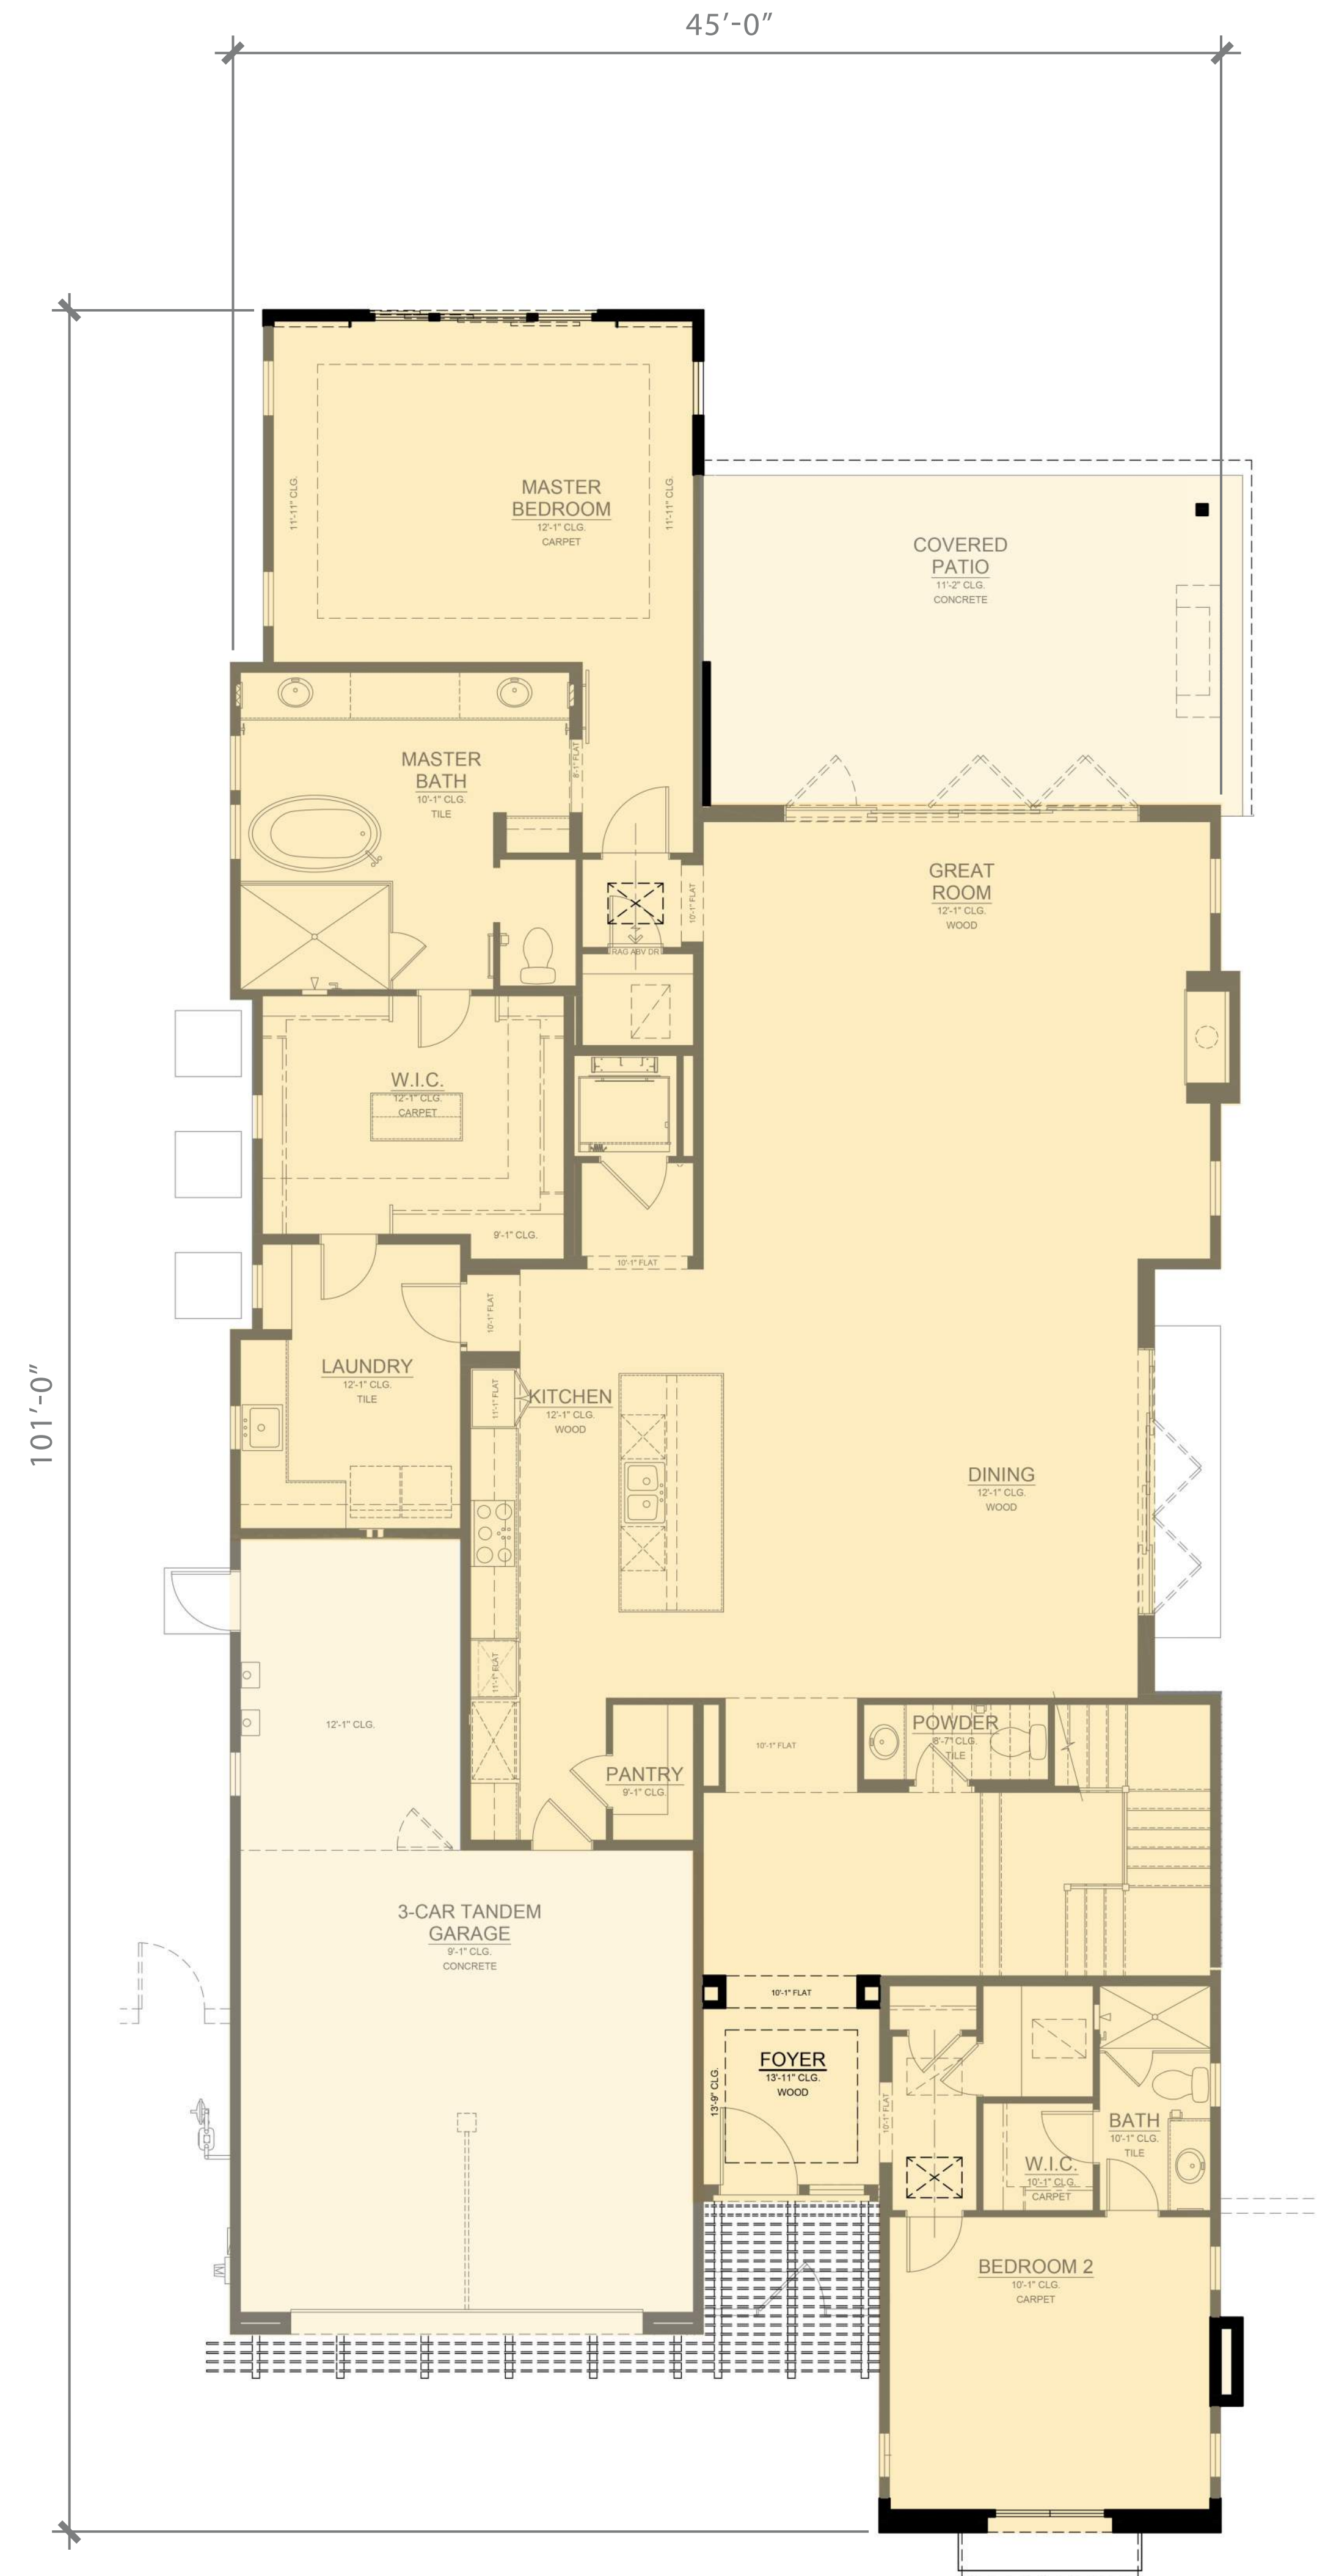 45'-0"
101'-0"
MASTER
BEDROOM
12'-1" CLG.
CARPET
11'-11" CLG.
11'-11" CLG.
COVERED
PATIO
11'-2" CLG.
CONCRETE
MASTER
BATH
10'-1" CLG.
TILE
8'-1" FLAT
GREAT
ROOM
12'-1" CLG.
WOOD
10'-1" FLAT
RAG ABV DR
W.I.C.
12'-1" CLG.
CARPET
9'-1" CLG.
10'-1" FLAT
10'-1" FLAT
LAUNDRY
12'-1" CLG.
TILE
11'-1" FLAT
KITCHEN
12'-1" CLG.
WOOD
DINING
12'-1" CLG.
WOOD
11'-1" FLAT
12'-1" CLG.
PANTRY
9'-1" CLG.
10'-1" FLAT
POWDER
8'-7" CLG.
TILE
3-CAR TANDEM
GARAGE
9'-1" CLG.
CONCRETE
10'-1" FLAT
FOYER
13'-11" CLG.
WOOD
13'-9" CLG.
10'-1" FLAT
BATH
10'-1" CLG.
TILE
W.I.C.
10'-1" CLG.
CARPET
BEDROOM 2
10'-1" CLG.
CARPET
M